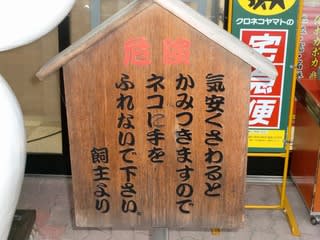 危険
気安くさわると
かみつきますので
ネコに手を
ふれないで下さい。
飼主より
クロネコヤマトの
宅急便